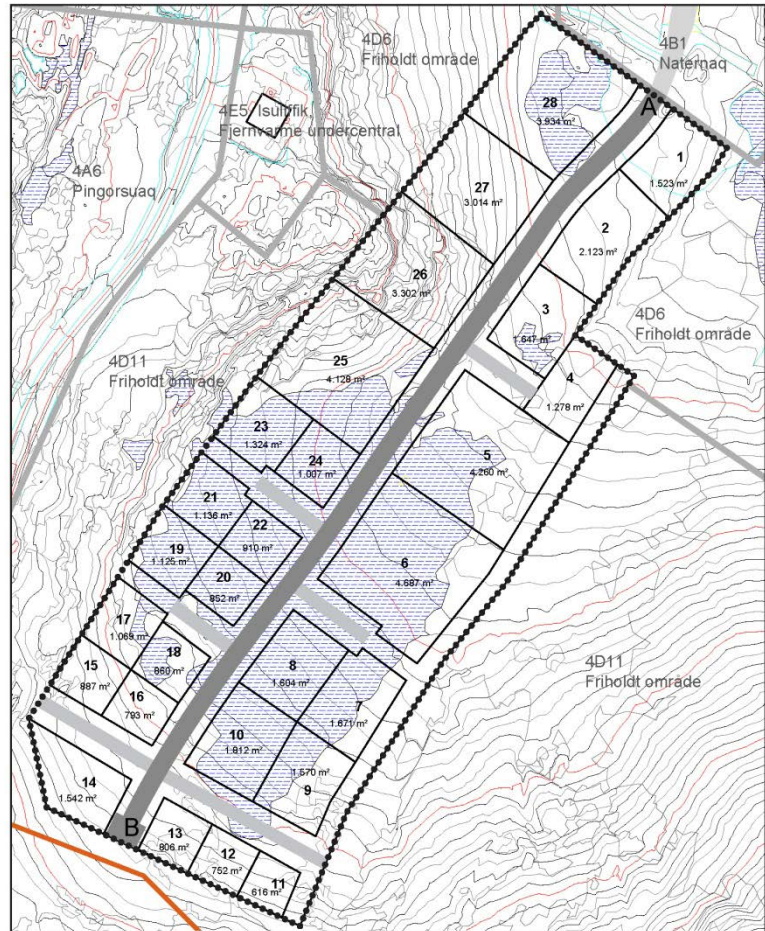 4D6
Friholdt område
4B1
Naternaq
A
28
3.934 m²
4E5 Isulifik
Fjernvarme undercentral
1
1.523 m²
4A6
Pingorsuaq
27
3.014 m²
2
2.123 m²
26
3.302 m²
3
1.647 m²
4D6
Friholdt område
25
4.128 m²
4
1.278 m²
4D11
Friholdt område
23
1.324 m²
24
1.007 m²
5
4.260 m²
21
1.136 m²
22
910 m²
19
1.125 m²
20
852 m²
6
4.687 m²
17
1.069 m²
18
860 m²
15
887 m²
16
793 m²
8
1.604 m²
7
1.671 m²
4D11
Friholdt område
10
1.812 m²
1.570 m²
9
14
1.542 m²
B
13
806 m²
12
752 m²
11
616 m²